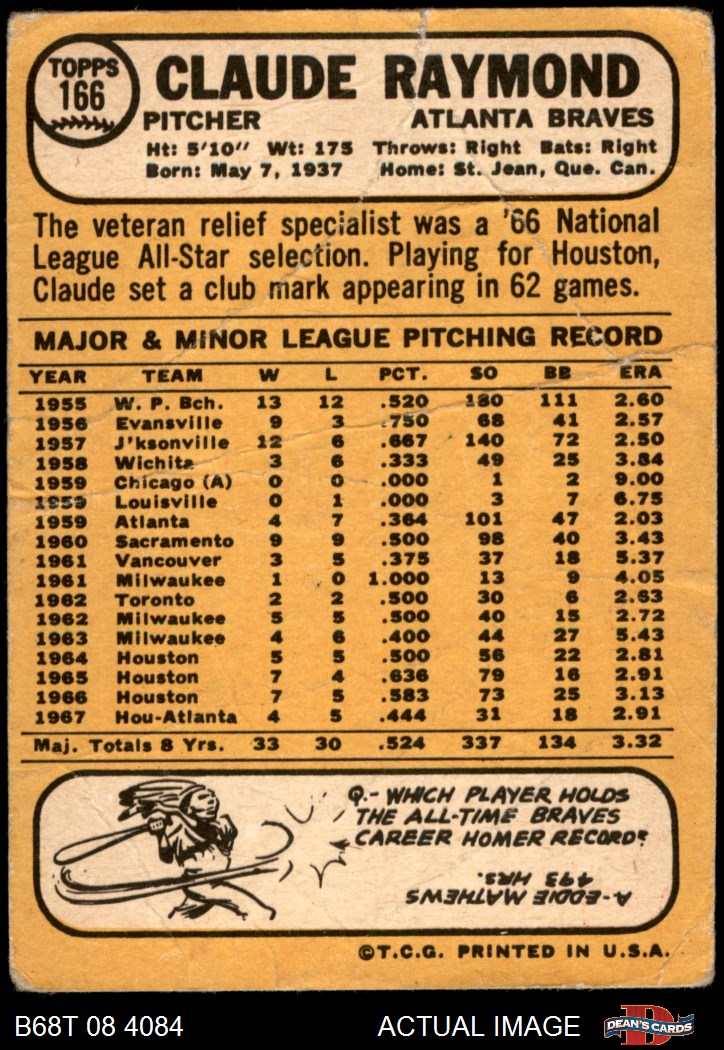 TOPPS
166
CLAUDE RAYMOND
PITCHER ATLANTA BRAVES
Ht: 5'10" Wt: 175 Throws: Right Bats: Right
Born: May 7, 1937 Home: St. Jean, Que. Can.
The veteran relief specialist was a '66 National
League All-Star selection. Playing for Houston,
Claude set a club mark appearing in 62 games.
MAJOR & MINOR LEAGUE PITCHING RECORD
YEAR TEAM W L PCT. SO BB ERA
1955 W. P. Bch. 13 12 .520 180 111 2.60
1956 Evansville 9 3 .750 68 41 2.57
1957 J'ksonville 12 6 .667 140 72 2.50
1958 Wichita 3 6 .333 49 25 3.84
1959 Chicago (A) 0 0 .000 1 2 9.00
1959 Louisville 0 1 .000 3 7 6.75
1959 Atlanta 4 7 .364 101 47 2.03
1960 Sacramento 9 9 .500 98 40 3.43
1961 Vancouver 3 5 .375 37 18 5.37
1961 Milwaukee 1 0 1.000 13 9 4.05
1962 Toronto 2 2 .500 30 6 2.63
1962 Milwaukee 5 5 .500 40 15 2.72
1963 Milwaukee 4 6 .400 44 27 5.43
1964 Houston 5 5 .500 56 22 2.81
1965 Houston 7 4 .636 79 16 2.91
1966 Houston 7 5 .583 73 25 3.13
1967 Hou-Atlanta 4 5 .444 31 18 2.91
Maj. Totals 8 Yrs. 33 30 .524 337 134 3.32
Q.- WHICH PLAYER HOLDS
THE ALL-TIME BRAVES
CAREER HOMER RECORD?
A-EDDIE MATHEWS
493 HRS.
©T.C.G. PRINTED IN U.S.A.
B68T 08 4084 ACTUAL IMAGE D DEAN'S CARDS